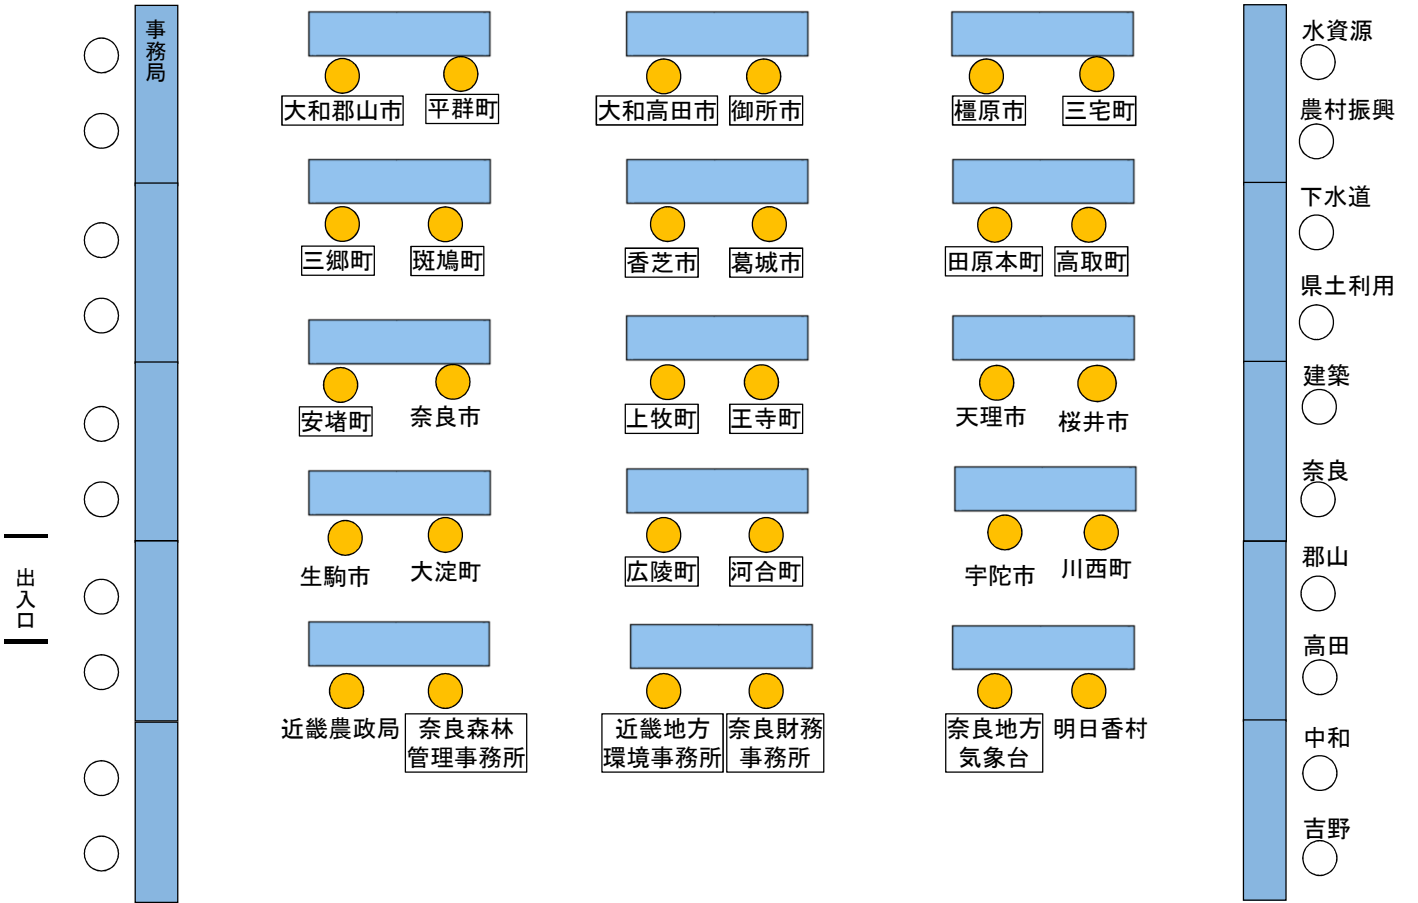 事務局
大和郡山市
平群町
大和高田市
御所市
橿原市
三宅町
水資源
農村振興
三郷町
斑鳩町
香芝市
葛城市
田原本町
高取町
下水道
県土利用
安堵町
奈良市
上牧町
王寺町
天理市
桜井市
建築
奈良
生駒市
大淀町
広陵町
河合町
宇陀市
川西町
出入口
郡山
高田
近畿農政局
奈良森林
管理事務所
近畿地方
環境事務所
奈良財務
事務所
奈良地方
気象台
明日香村
中和
吉野